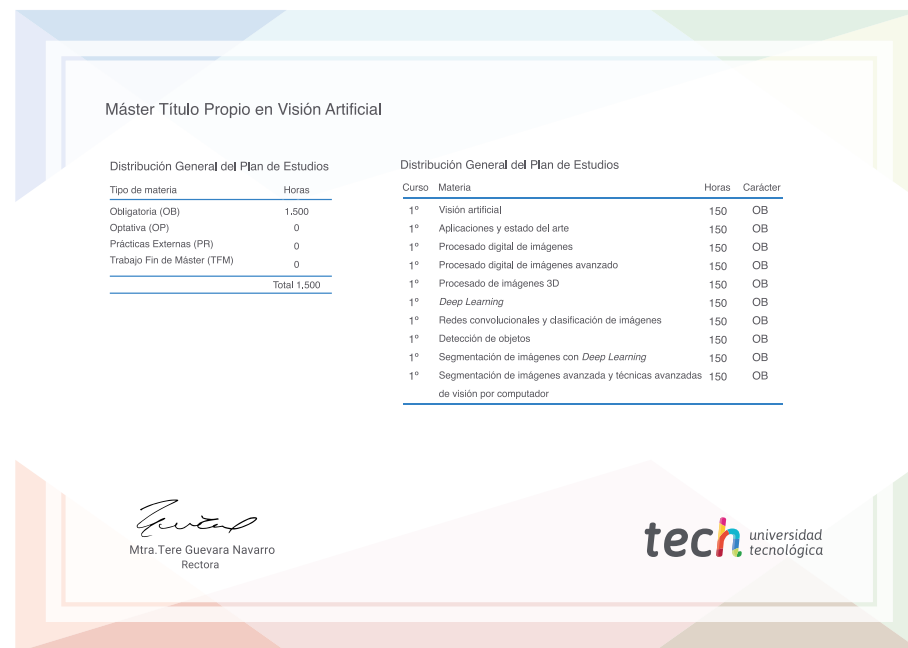 Máster Título Propio en Visión Artificial
Distribución General del Plan de Estudios
Tipo de materia Horas
Obligatoria (OB) 1.500
Optativa (OP) 0
Prácticas Externas (PR) 0
Trabajo Fin de Máster (TFM) 0
Total 1,500
Distribución General del Plan de Estudios
Curso Materia Horas Carácter
1º Visión artificial 150 OB
1º Aplicaciones y estado del arte 150 OB
1º Procesado digital de imágenes 150 OB
1º Procesado digital de imágenes avanzado 150 OB
1º Procesado de imágenes 3D 150 OB
1º Deep Learning 150 OB
1º Redes convolucionales y clasificación de imágenes 150 OB
1º Detección de objetos 150 OB
1º Segmentación de imágenes con Deep Learning 150 OB
1º Segmentación de imágenes avanzada y técnicas avanzadas 150 OB
de visión por computador
Mtra.Tere Guevara Navarro
Rectora
tech universidad
tecnológica